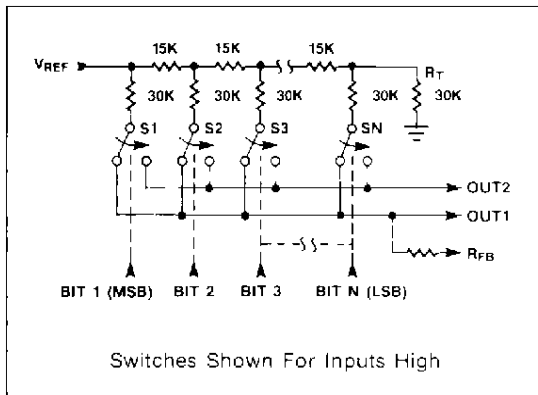 15K 15K 15K
VREF
RT
30K 30K 30K 30K 30K
S1 S2 S3 SN
OUT2
OUT1
RFB
BIT 1 (MSB) BIT 2 BIT 3 BIT N (LSB)
Switches Shown For Inputs High